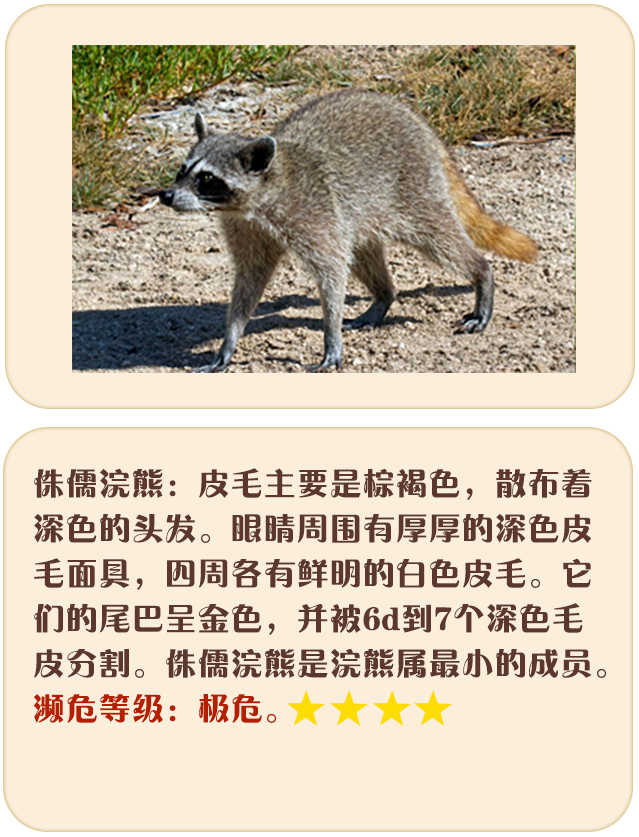 侏儒浣熊：皮毛主要是棕褐色，散布着
深色的头发。眼睛周围有厚厚的深色皮
毛面具，四周各有鲜明的白色皮毛。它
们的尾巴呈金色，并被6d到7个深色毛
皮分割。侏儒浣熊是浣熊属最小的成员。
濒危等级：极危。